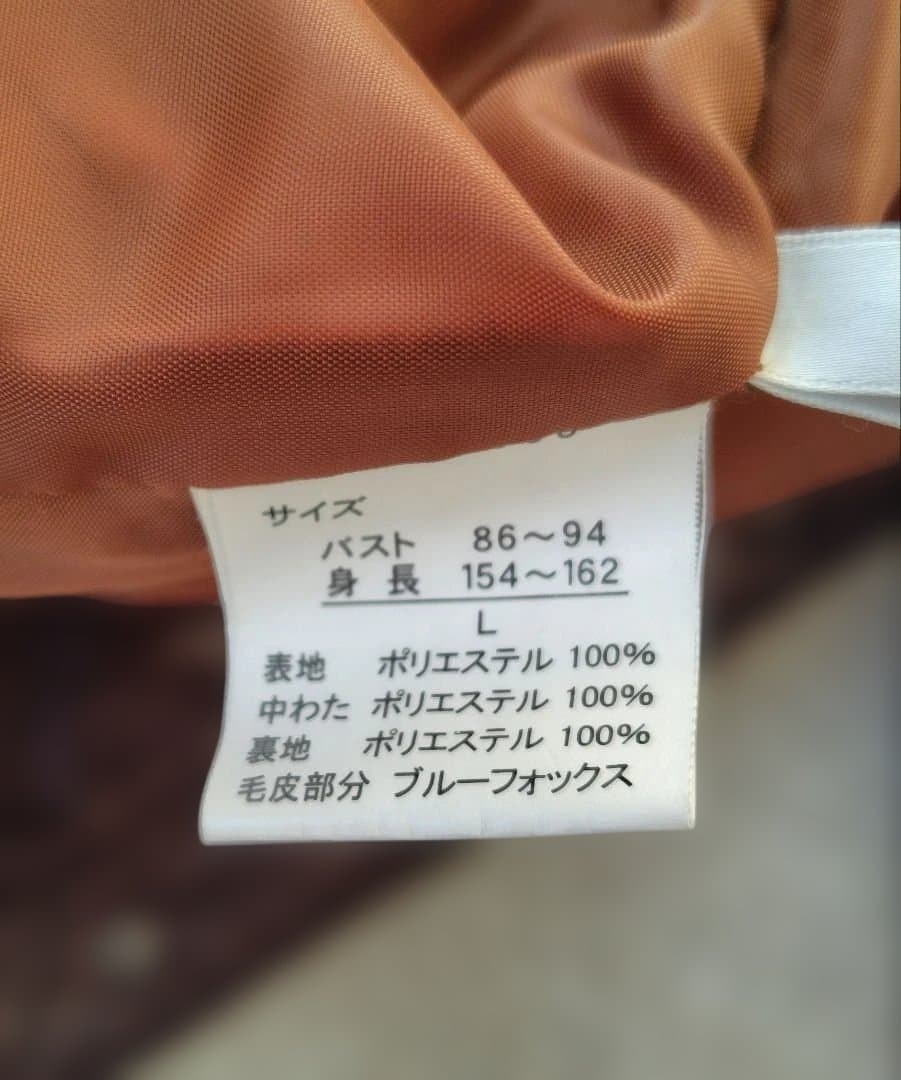 サイズ
バスト 86～94
身長 154～162
L
表地 ポリエステル 100%
中わた ポリエステル 100%
裏地 ポリエステル 100%
毛皮部分 ブルーフォックス